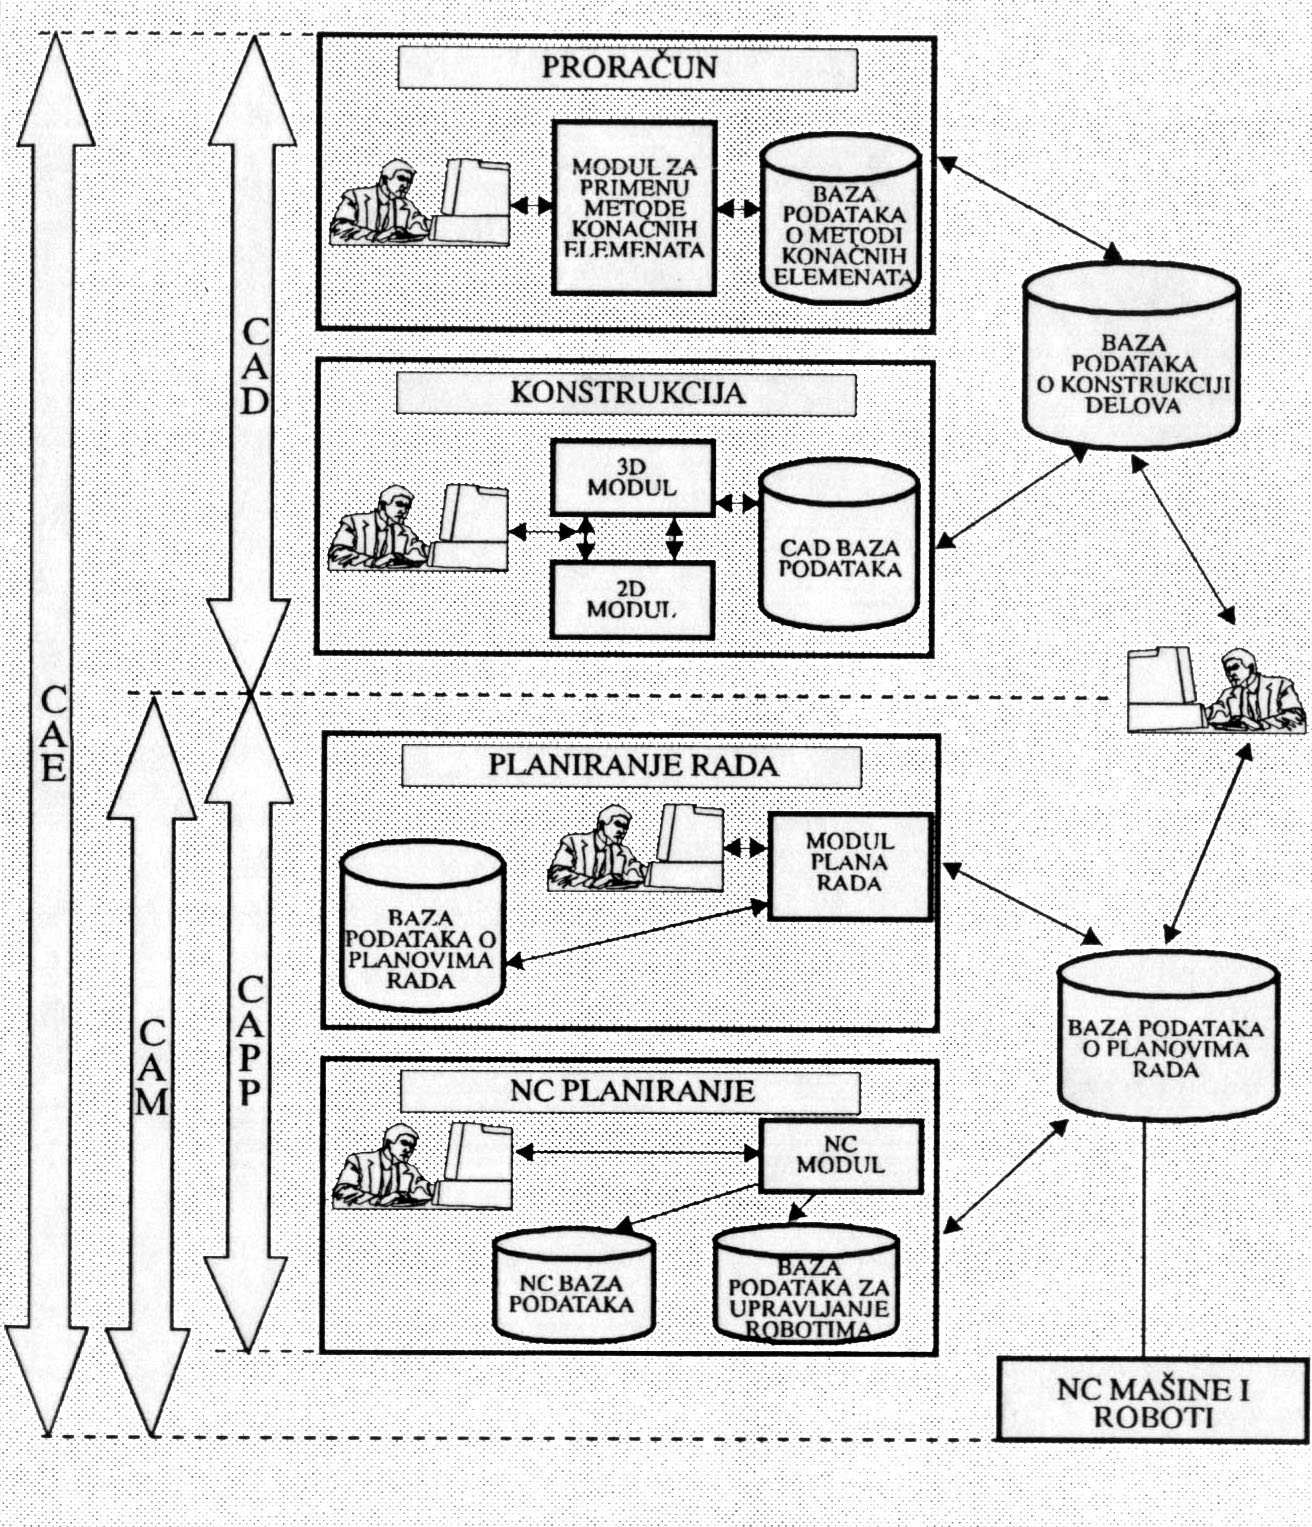 PRORAČUN
MODUL ZA
PRIMENU
METODE
KONAČNIH
ELEMENATA
BAZA
PODATAKA
O METODI
KONAČNIH
ELEMENATA
BAZA
PODATAKA
O KONSTRUKCIJI
DELOVA
CAD
KONSTRUKCIJA
3D
MODUL
2D
MODUL
CAD BAZA
PODATAKA
CAE
PLANIRANJE RADA
MODUL
PLANA
RADA
BAZA
PODATAKA O
PLANOVIMA
RADA
CAM
CAPP
BAZA PODATAKA
O PLANOVIMA
RADA
NC PLANIRANJE
NC
MODUL
NC BAZA
PODATAKA
BAZA
PODATAKA ZA
UPRAVLJANJE
ROBOTIMA
NC MAŠINE I
ROBOTI